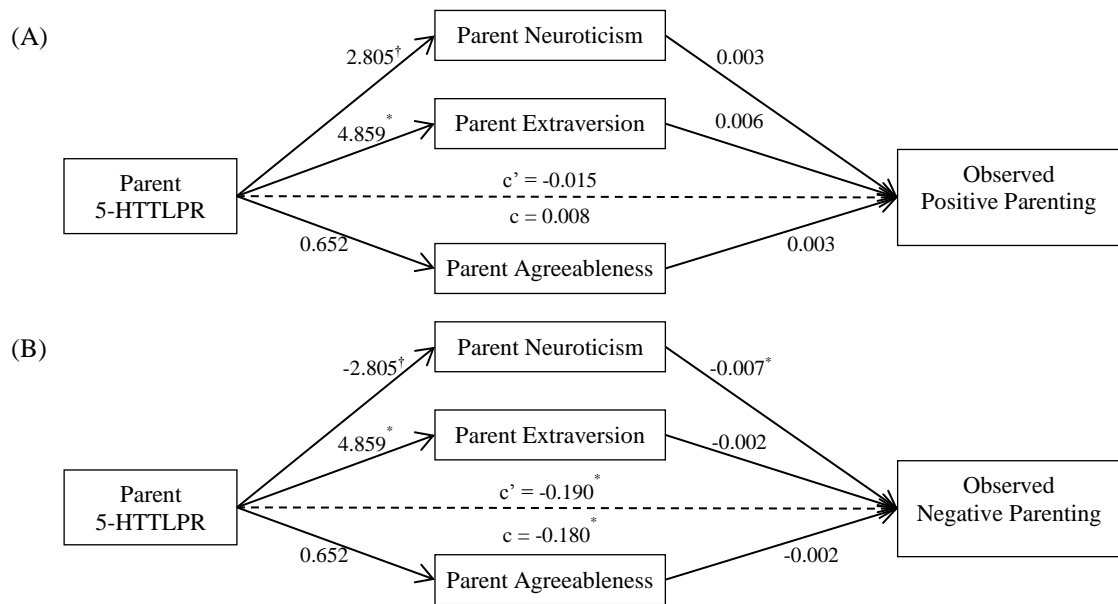 (A)
Parent Neuroticism
2.805†
0.003
Parent Extraversion
4.859*
0.006
Parent
5-HTTLPR
c’ = -0.015
c = 0.008
Observed
Positive Parenting
0.652
0.003
Parent Agreeableness
(B)
Parent Neuroticism
-2.805†
-0.007*
Parent Extraversion
4.859*
-0.002
Parent
5-HTTLPR
c’ = -0.190*
c = -0.180*
Observed
Negative Parenting
0.652
-0.002
Parent Agreeableness